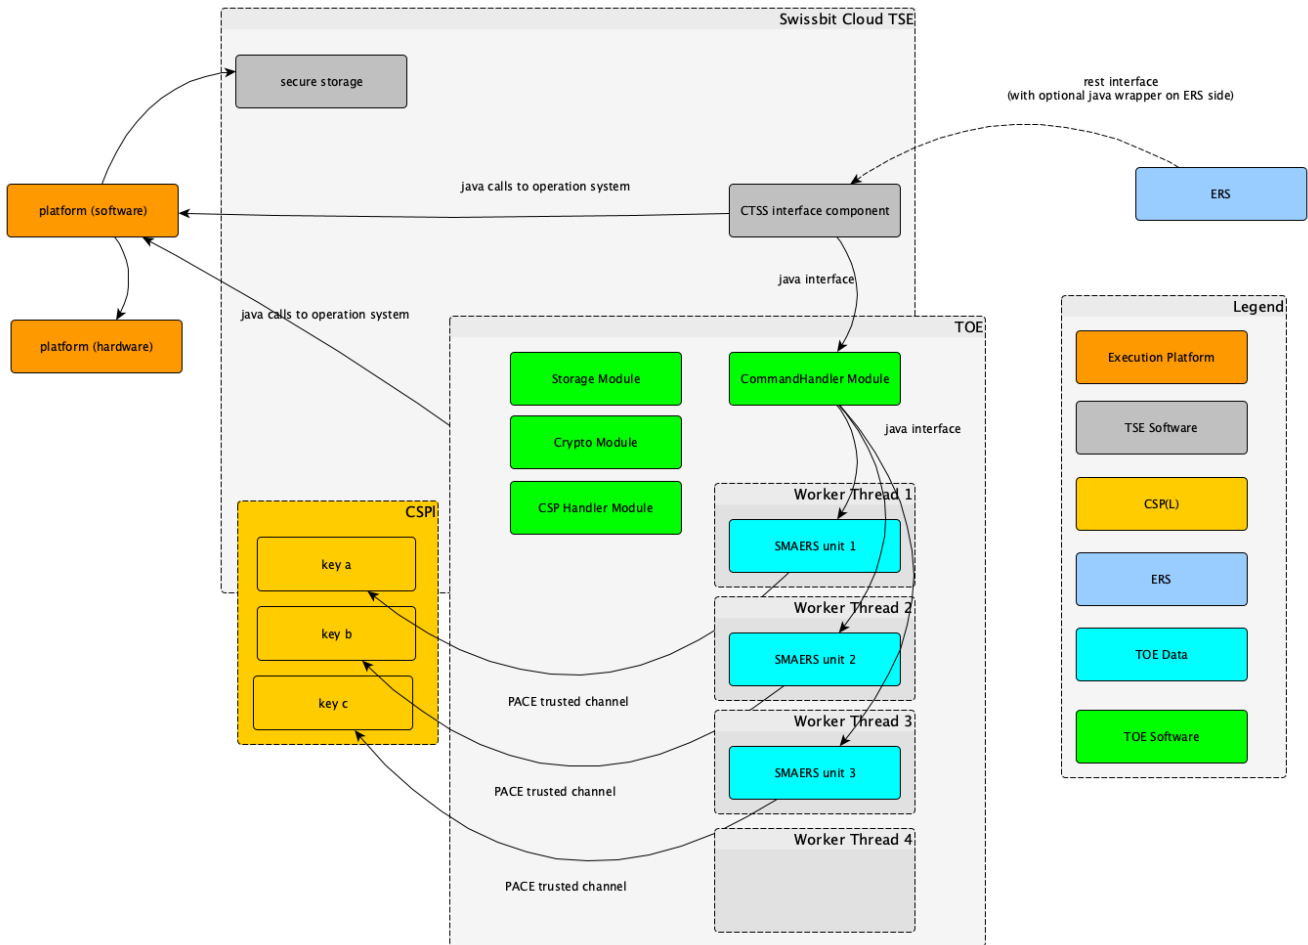 Swissbit Cloud TSE
secure storage
rest interface
(with optional java wrapper on ERS side)
java calls to operation system
platform (software)
CTSS interface component
ERS
java interface
java calls to operation system
platform (hardware)
TOE
Storage Module
CommandHandler Module
java interface
Crypto Module
CSP Handler Module
Worker Thread 1
SMAERS unit 1
CSPl
key a
key b
key c
Worker Thread 2
SMAERS unit 2
PACE trusted channel
Worker Thread 3
SMAERS unit 3
PACE trusted channel
Worker Thread 4
PACE trusted channel
Legend
Execution Platform
TSE Software
CSP(L)
ERS
TOE Data
TOE Software